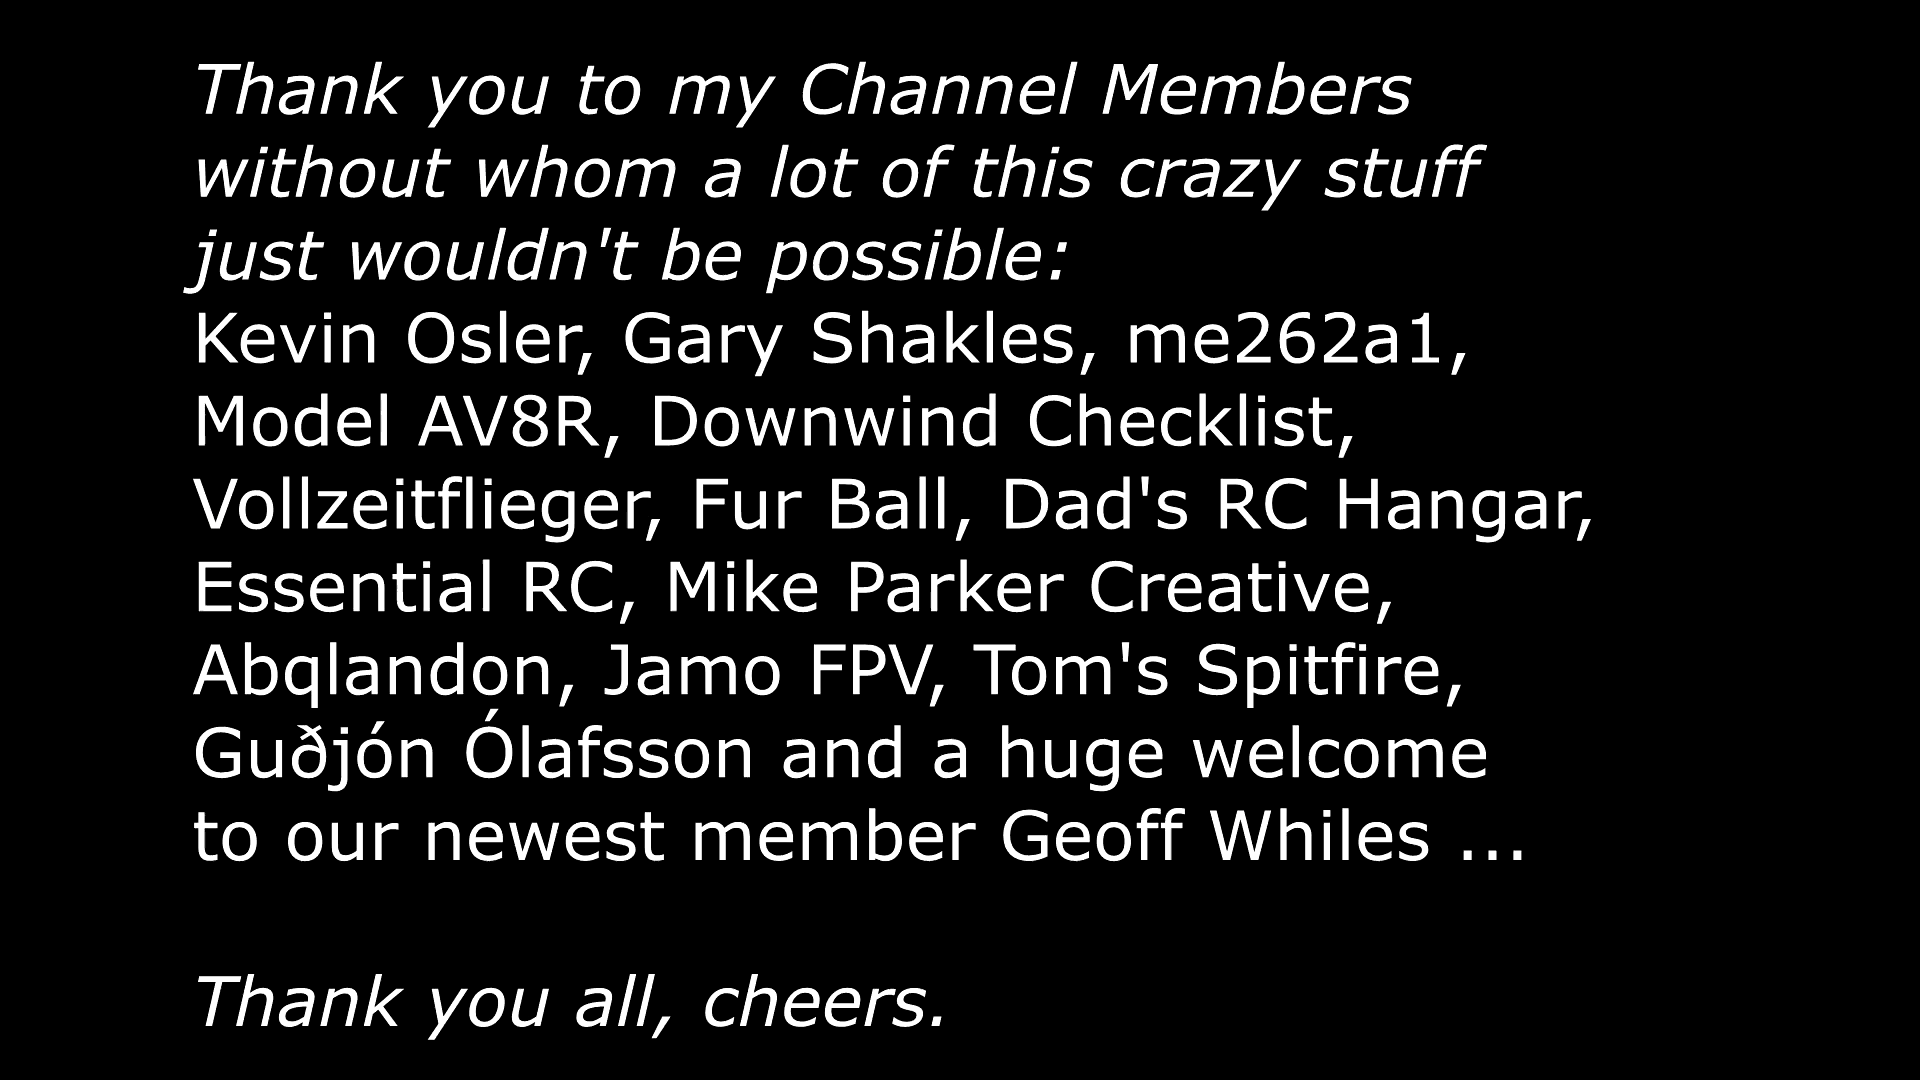 Thank you to my Channel Members
without whom a lot of this crazy stuff
just wouldn't be possible:
Kevin Osler, Gary Shakles, me262a1,
Model AV8R, Downwind Checklist,
Vollzeitflieger, Fur Ball, Dad's RC Hangar,
Essential RC, Mike Parker Creative,
Abqlandon, Jamo FPV, Tom's Spitfire,
Guðjón Ólafsson and a huge welcome
to our newest member Geoff Whiles ...
Thank you all, cheers.